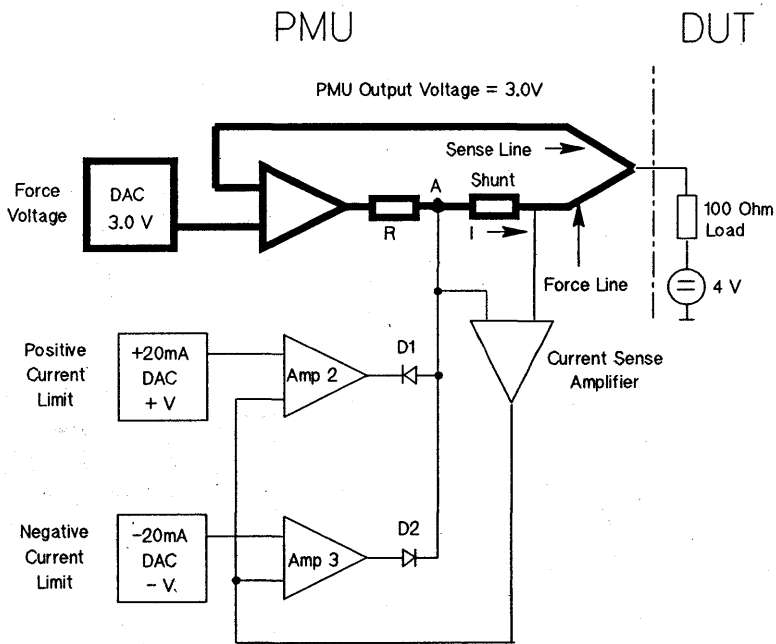 PMU
DUT
PMU Output Voltage = 3.0V
Sense Line
Force
Voltage
DAC
3.0 V
A
Shunt
R
I
100 Ohm
Load
Force Line
4 V
Positive
Current
Limit
+20mA
DAC
+ V
Amp 2
D1
Current Sense
Amplifier
Negative
Current
Limit
-20mA
DAC
- V
Amp 3
D2